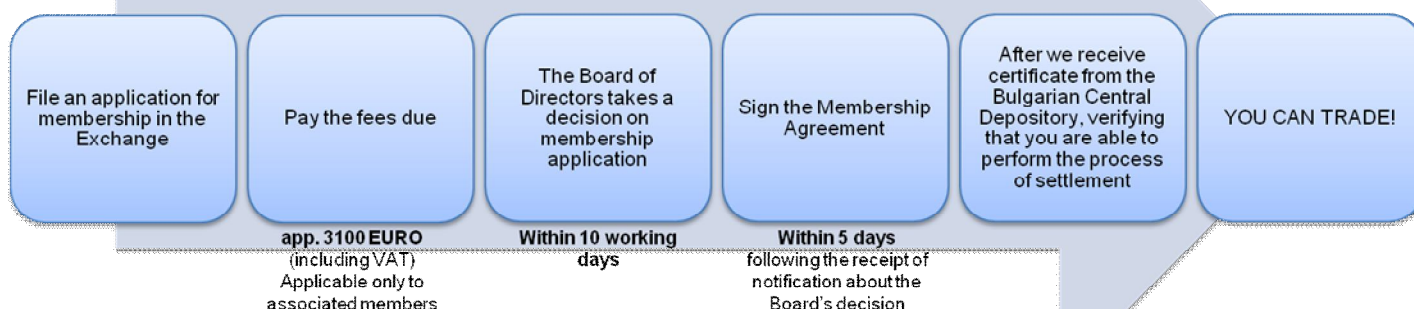 File an application for
membership in the
Exchange
Pay the fees due
The Board of
Directors takes a
decision on
membership
application
Sign the Membership
Agreement
After we receive
certificate from the
Bulgarian Central
Depository, verifying
that you are able to
perform the process
of settlement
YOU CAN TRADE!
app. 3100 EURO
(including VAT)
Applicable only to
associated members
Within 10 working
days
Within 5 days
following the receipt of
notification about the
Board's decision